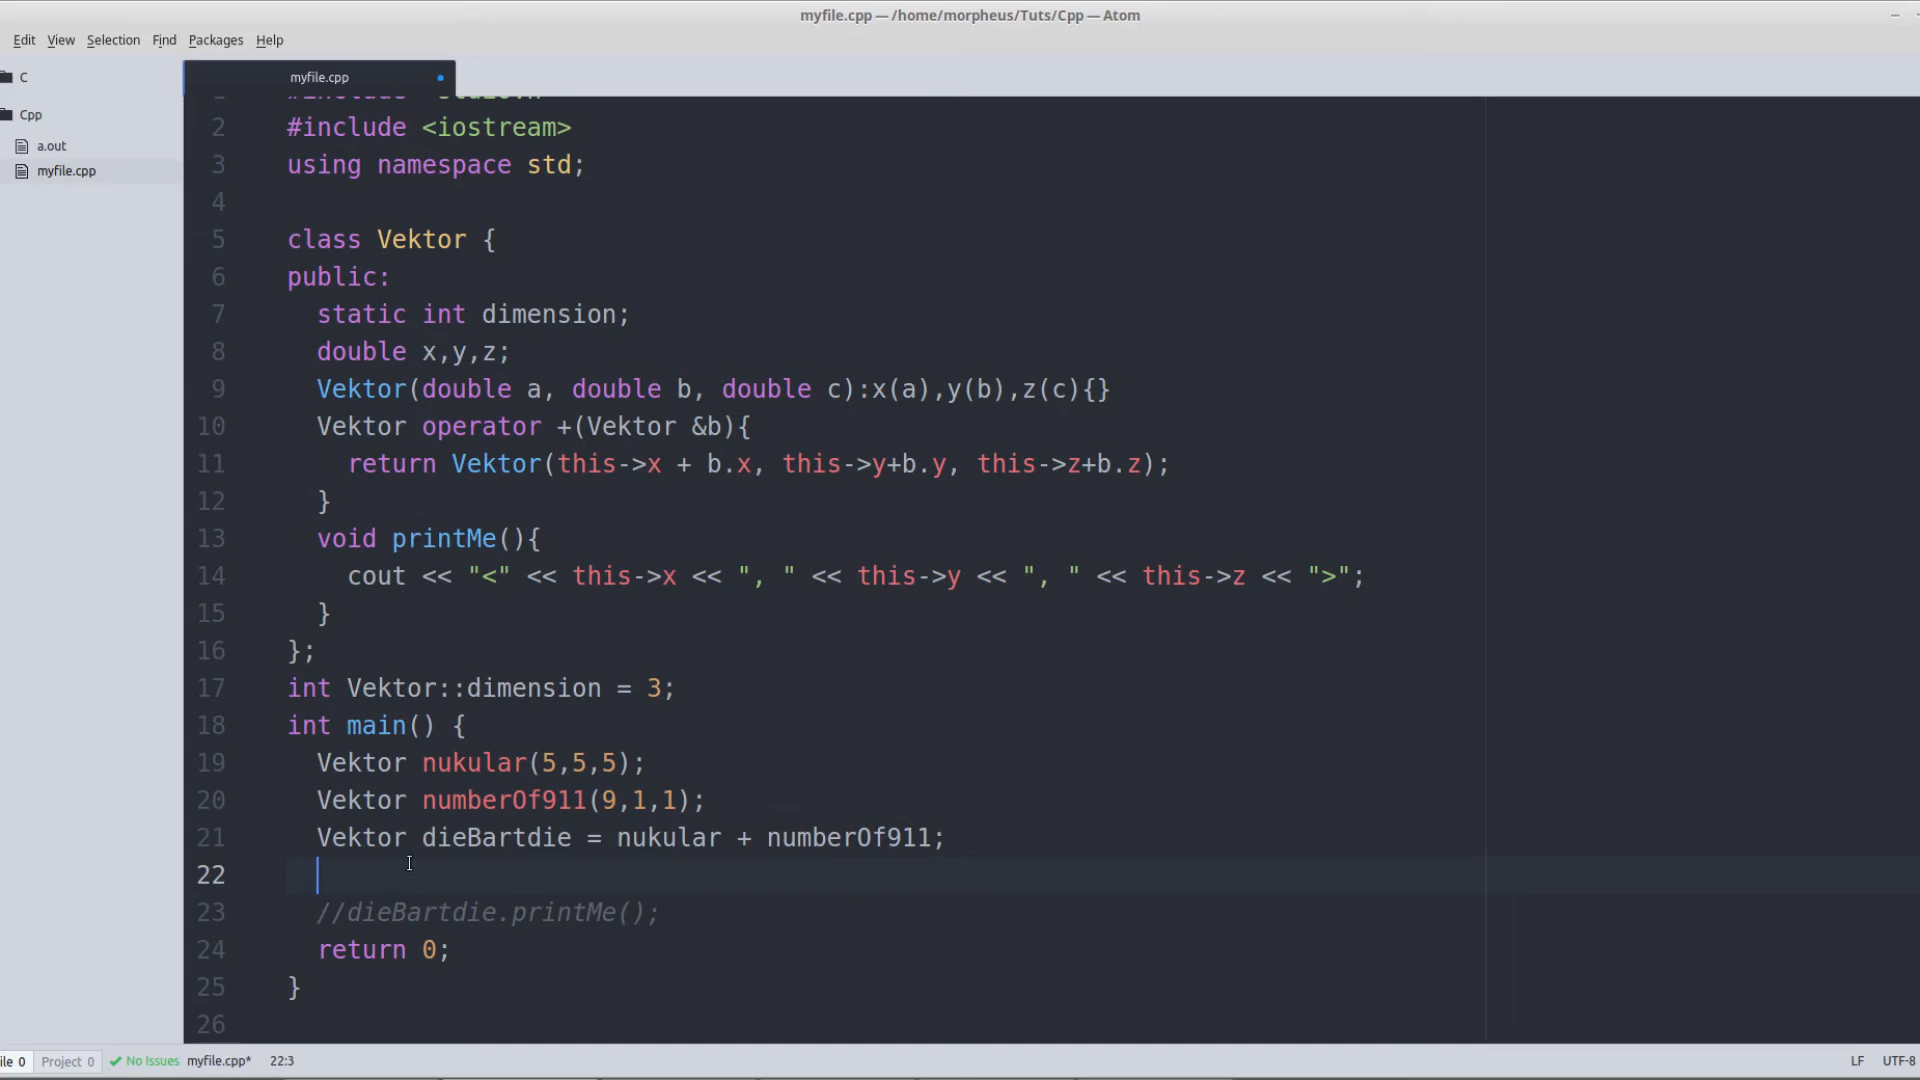 myfile.cpp — /home/morpheus/Tuts/Cpp — Atom
Edit View Selection Find Packages Help
C
Cpp
a.out
myfile.cpp
myfile.cpp
2 #include <iostream>
3 using namespace std;
4
5 class Vektor {
6 public:
7 static int dimension;
8 double x,y,z;
9 Vektor(double a, double b, double c):x(a),y(b),z(c){}
10 Vektor operator +(Vektor &b){
11 return Vektor(this->x + b.x, this->y+b.y, this->z+b.z);
12 }
13 void printMe(){
14 cout << "<" << this->x << ", " << this->y << ", " << this->z << ">";
15 }
16 };
17 int Vektor::dimension = 3;
18 int main() {
19 Vektor nukular(5,5,5);
20 Vektor numberOf911(9,1,1);
21 Vektor dieBartdie = nukular + numberOf911;
22
23 //dieBartdie.printMe();
24 return 0;
25 }
26
ile 0 Project 0 No Issues myfile.cpp* 22:3 LF UTF-8